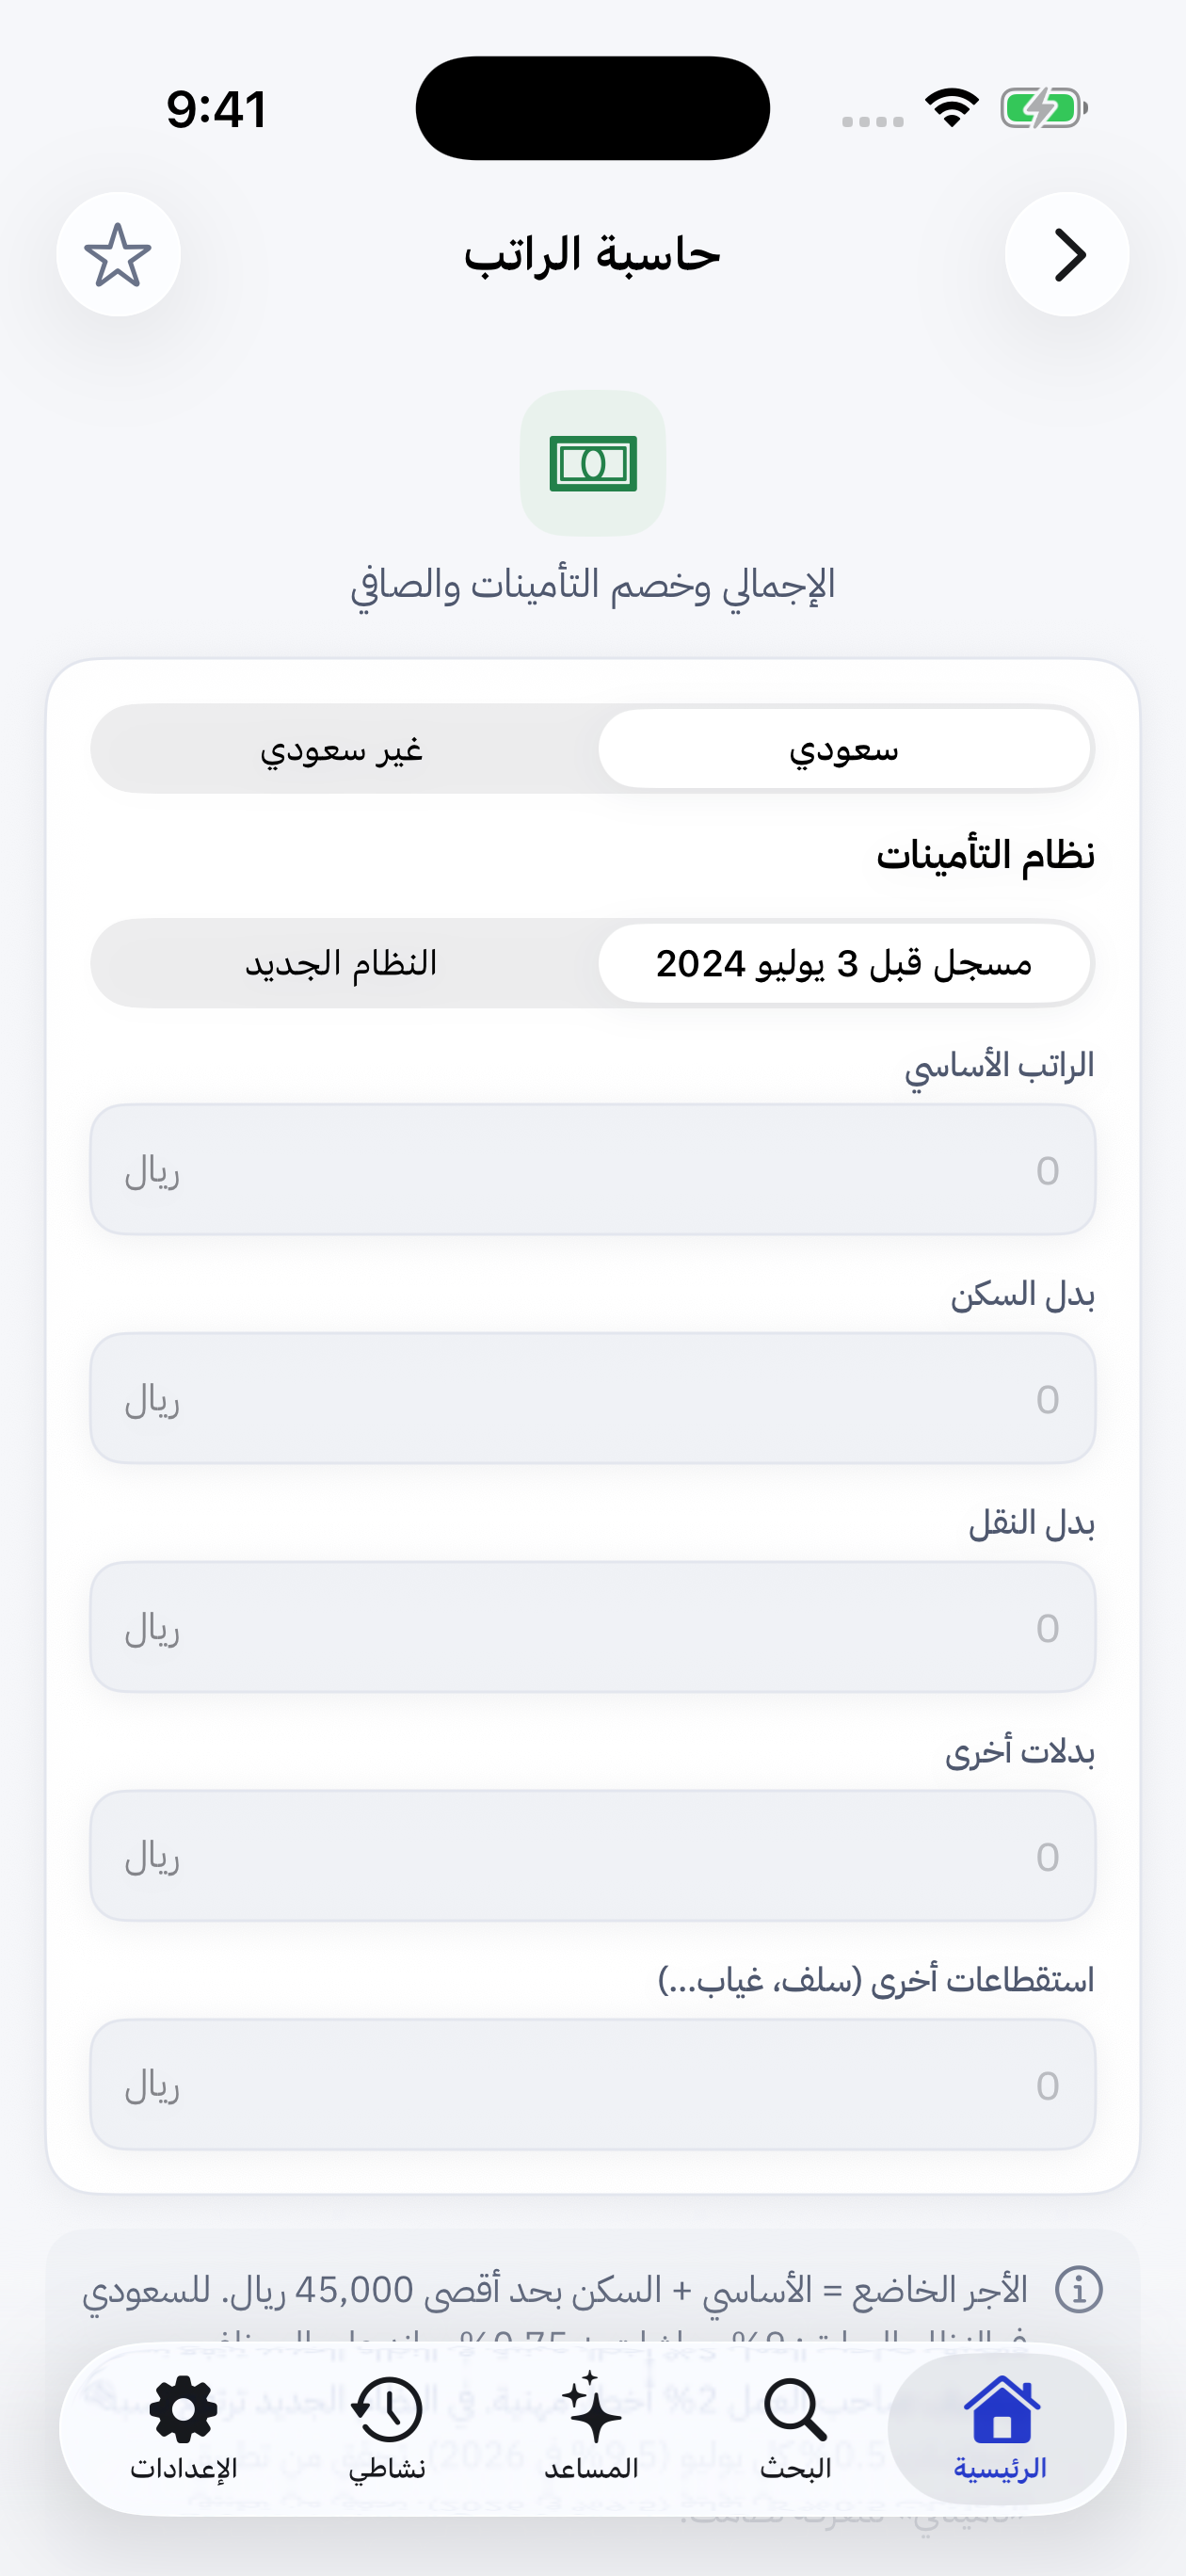 9:41
حاسبة الراتب
الإجمالي وخصم التأمينات والصافي
سعودي
غير سعودي
نظام التأمينات
مسجل قبل 3 يوليو 2024
النظام الجديد
الراتب الأساسي
0 ريال
بدل السكن
0 ريال
بدل النقل
0 ريال
بدلات أخرى
0 ريال
استقطاعات أخرى (سلف، غياب...)
0 ريال
الأجر الخاضع = الأساسي + السكن بحد أقصى 45,000 ريال. للسعودي
الرئيسية
البحث
المساعد
نشاطي
الإعدادات